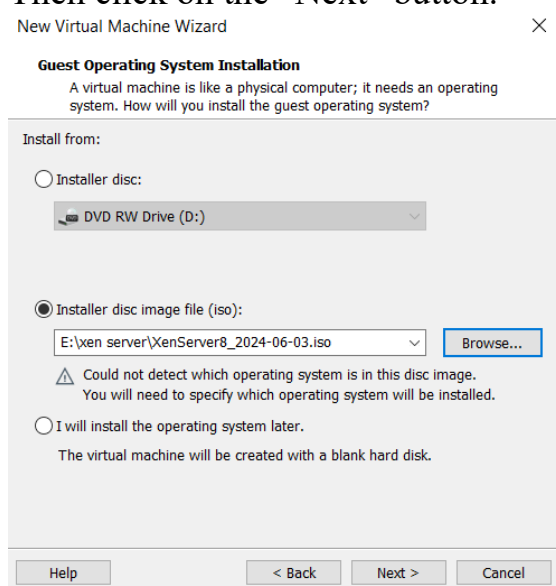 Then click on the "Next" button.
New Virtual Machine Wizard
Guest Operating System Installation
A virtual machine is like a physical computer; it needs an operating
system. How will you install the guest operating system?
Install from:
Installer disc:
DVD RW Drive (D:)
Installer disc image file (iso):
E:\xen server\XenServer8_2024-06-03.iso
Browse...
Could not detect which operating system is in this disc image.
You will need to specify which operating system will be installed.
I will install the operating system later.
The virtual machine will be created with a blank hard disk.
Help < Back Next > Cancel